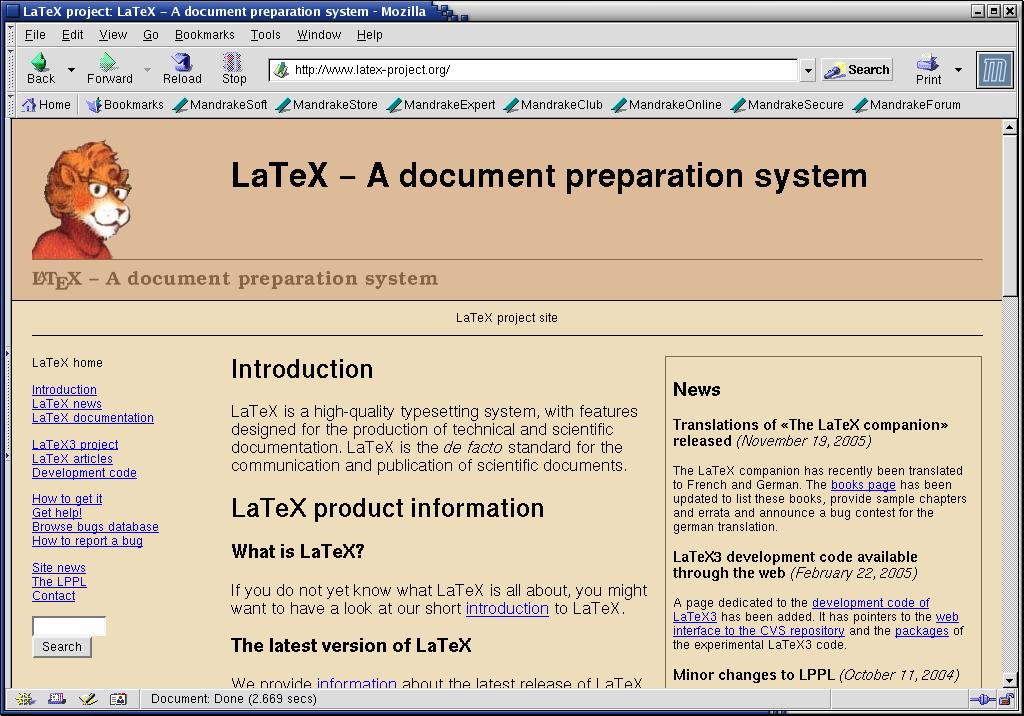 LaTeX project: LaTeX – A document preparation system - Mozilla
File Edit View Go Bookmarks Tools Window Help
Back Forward Reload Stop http://www.latex-project.org/ Search Print
Home Bookmarks MandrakeSoft MandrakeStore MandrakeExpert MandrakeClub MandrakeOnline MandrakeSecure MandrakeForum
LaTeX – A document preparation system
LATEX – A document preparation system
LaTeX project site
LaTeX home
Introduction
LaTeX news
LaTeX documentation
LaTeX3 project
LaTeX articles
Development code
How to get it
Get help!
Browse bugs database
How to report a bug
Site news
The LPPL
Contact
Search
Introduction
LaTeX is a high-quality typesetting system, with features
designed for the production of technical and scientific
documentation. LaTeX is the de facto standard for the
communication and publication of scientific documents.
LaTeX product information
What is LaTeX?
If you do not yet know what LaTeX is all about, you might
want to have a look at our short introduction to LaTeX.
The latest version of LaTeX
We provide information about the latest release of LaTeX
News
Translations of «The LaTeX companion»
released (November 19, 2005)
The LaTeX companion has recently been translated
to French and German. The books page has been
updated to list these books, provide sample chapters
and errata and announce a bug contest for the
german translation.
LaTeX3 development code available
through the web (February 22, 2005)
A page dedicated to the development code of
LaTeX3 has been added. It has pointers to the web
interface to the CVS repository and the packages of
the experimental LaTeX3 code.
Minor changes to LPPL (October 11, 2004)
Document: Done (2.669 secs)